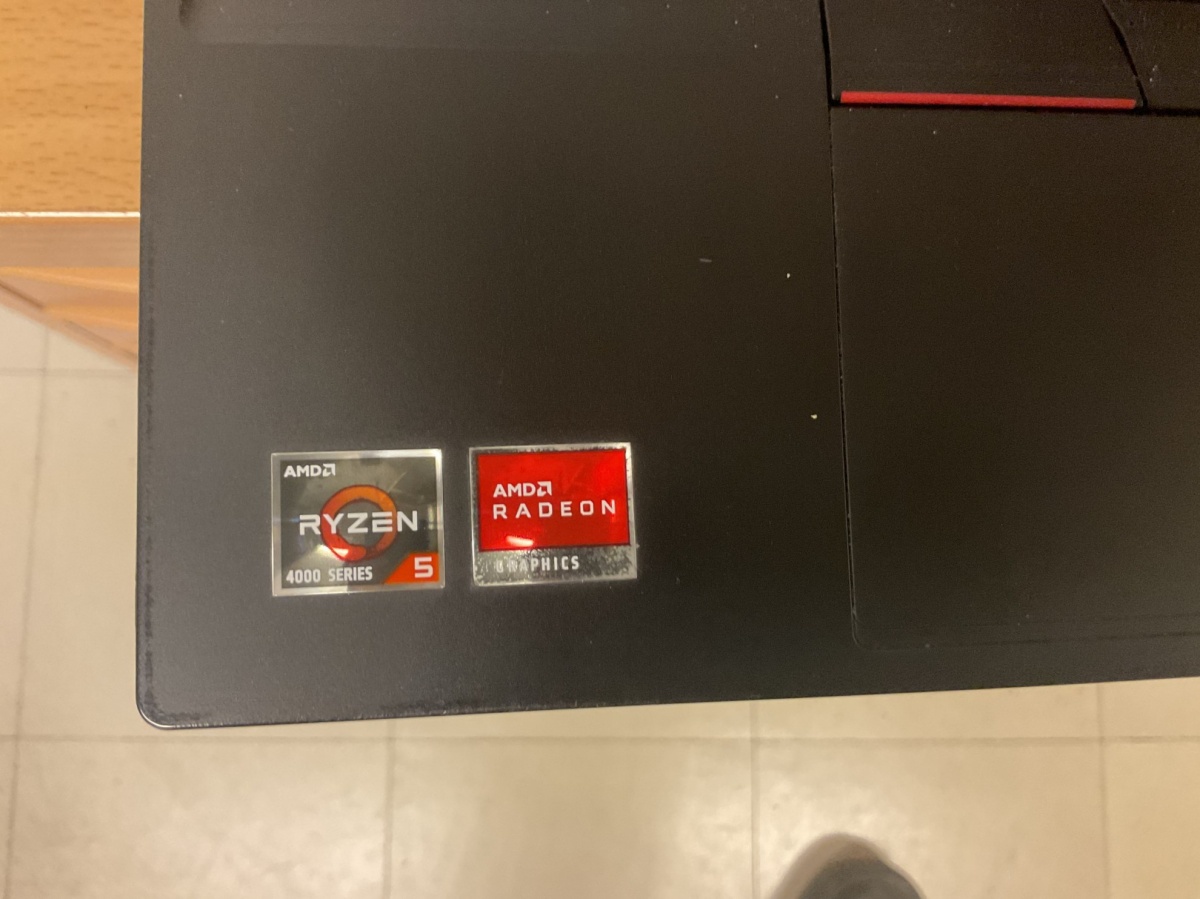 AMD
RYZEN
4000 SERIES 5
AMD
RADEON
GRAPHICS